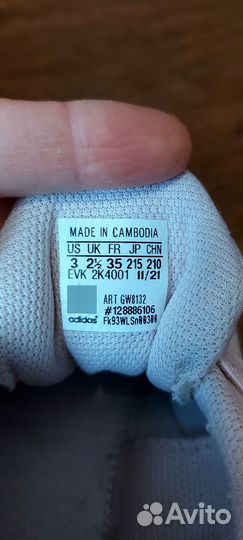 MADE IN CAMBODIA
US UK FR JP CHN
3 2½ 35 215 210
EVK 2K4001 11/21
ART GW8132
#128886106
adidas
Avito